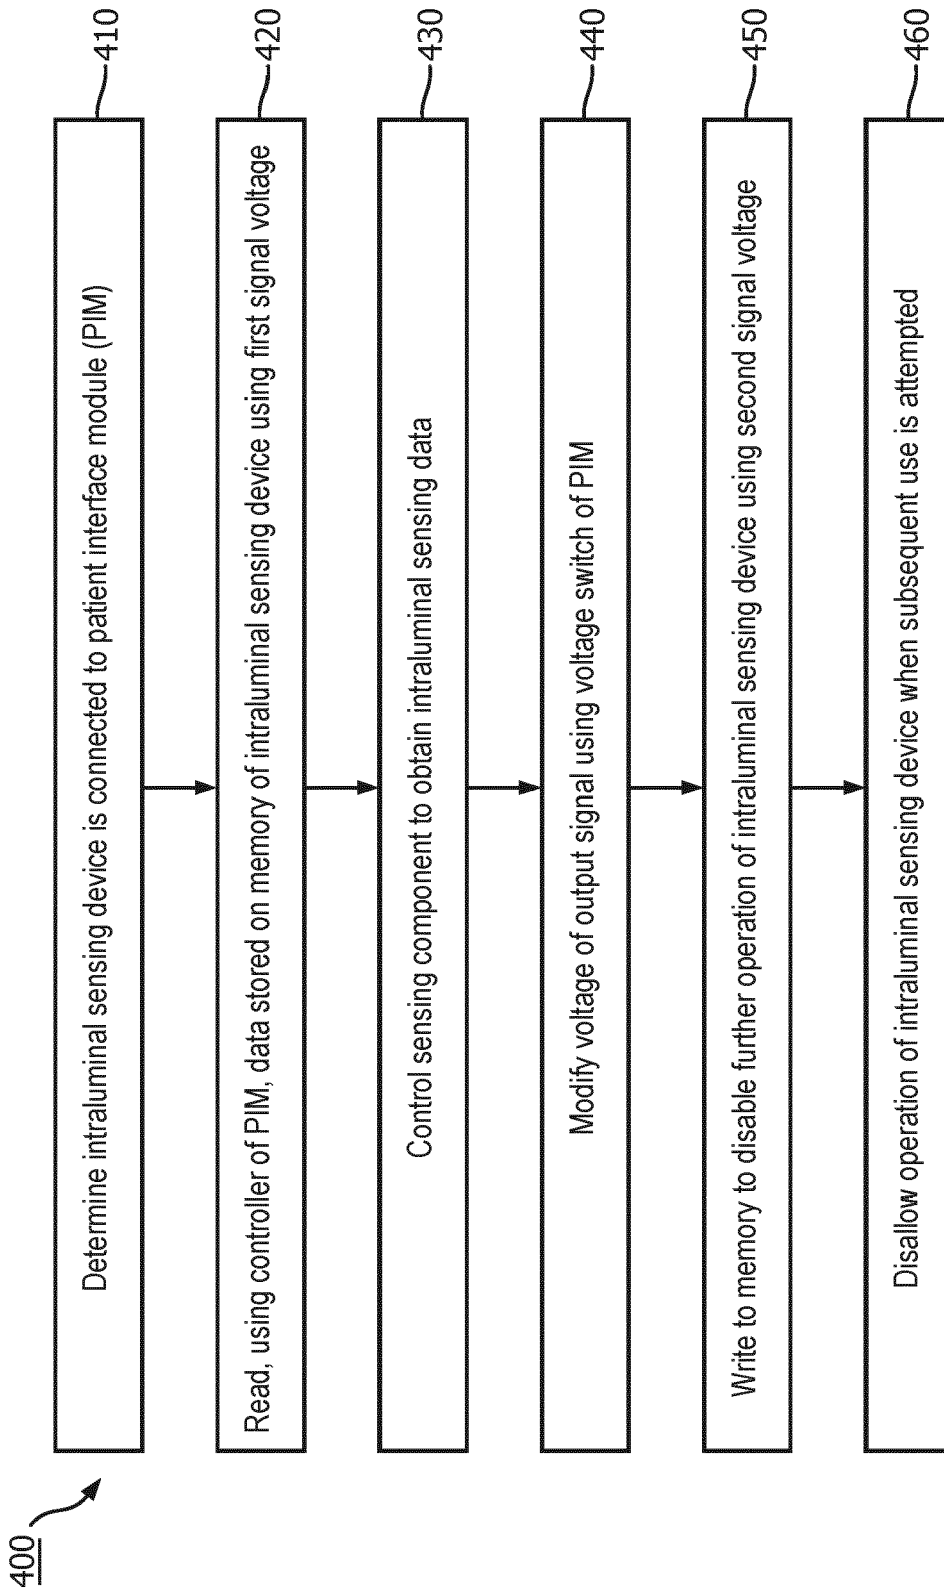 400
Determine intraluminal sensing device is connected to patient interface module (PIM)
410
Read, using controller of PIM, data stored on memory of intraluminal sensing device using first signal voltage
420
Control sensing component to obtain intraluminal sensing data
430
Modify voltage of output signal using voltage switch of PIM
440
Write to memory to disable further operation of intraluminal sensing device using second signal voltage
450
Disallow operation of intraluminal sensing device when subsequent use is attempted
460